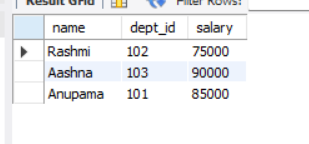 Result Grid Filter Rows:
name dept_id salary
Rashmi 102 75000
Aashna 103 90000
Anupama 101 85000